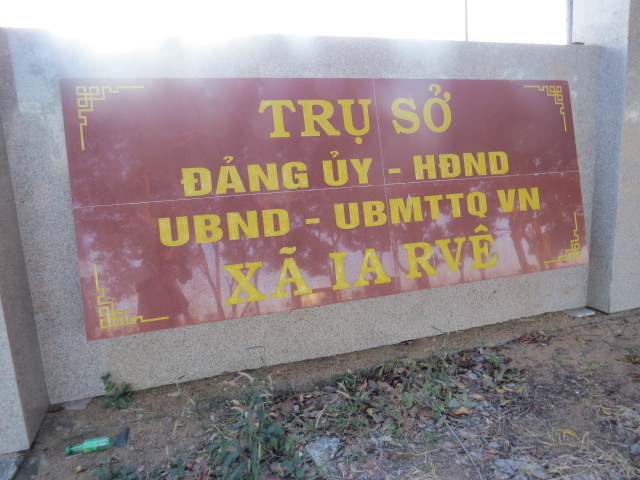 TRỤ SỞ
ĐẢNG ỦY - HĐND
UBND - UBMTTQ VN
XÃ IA RVÊ